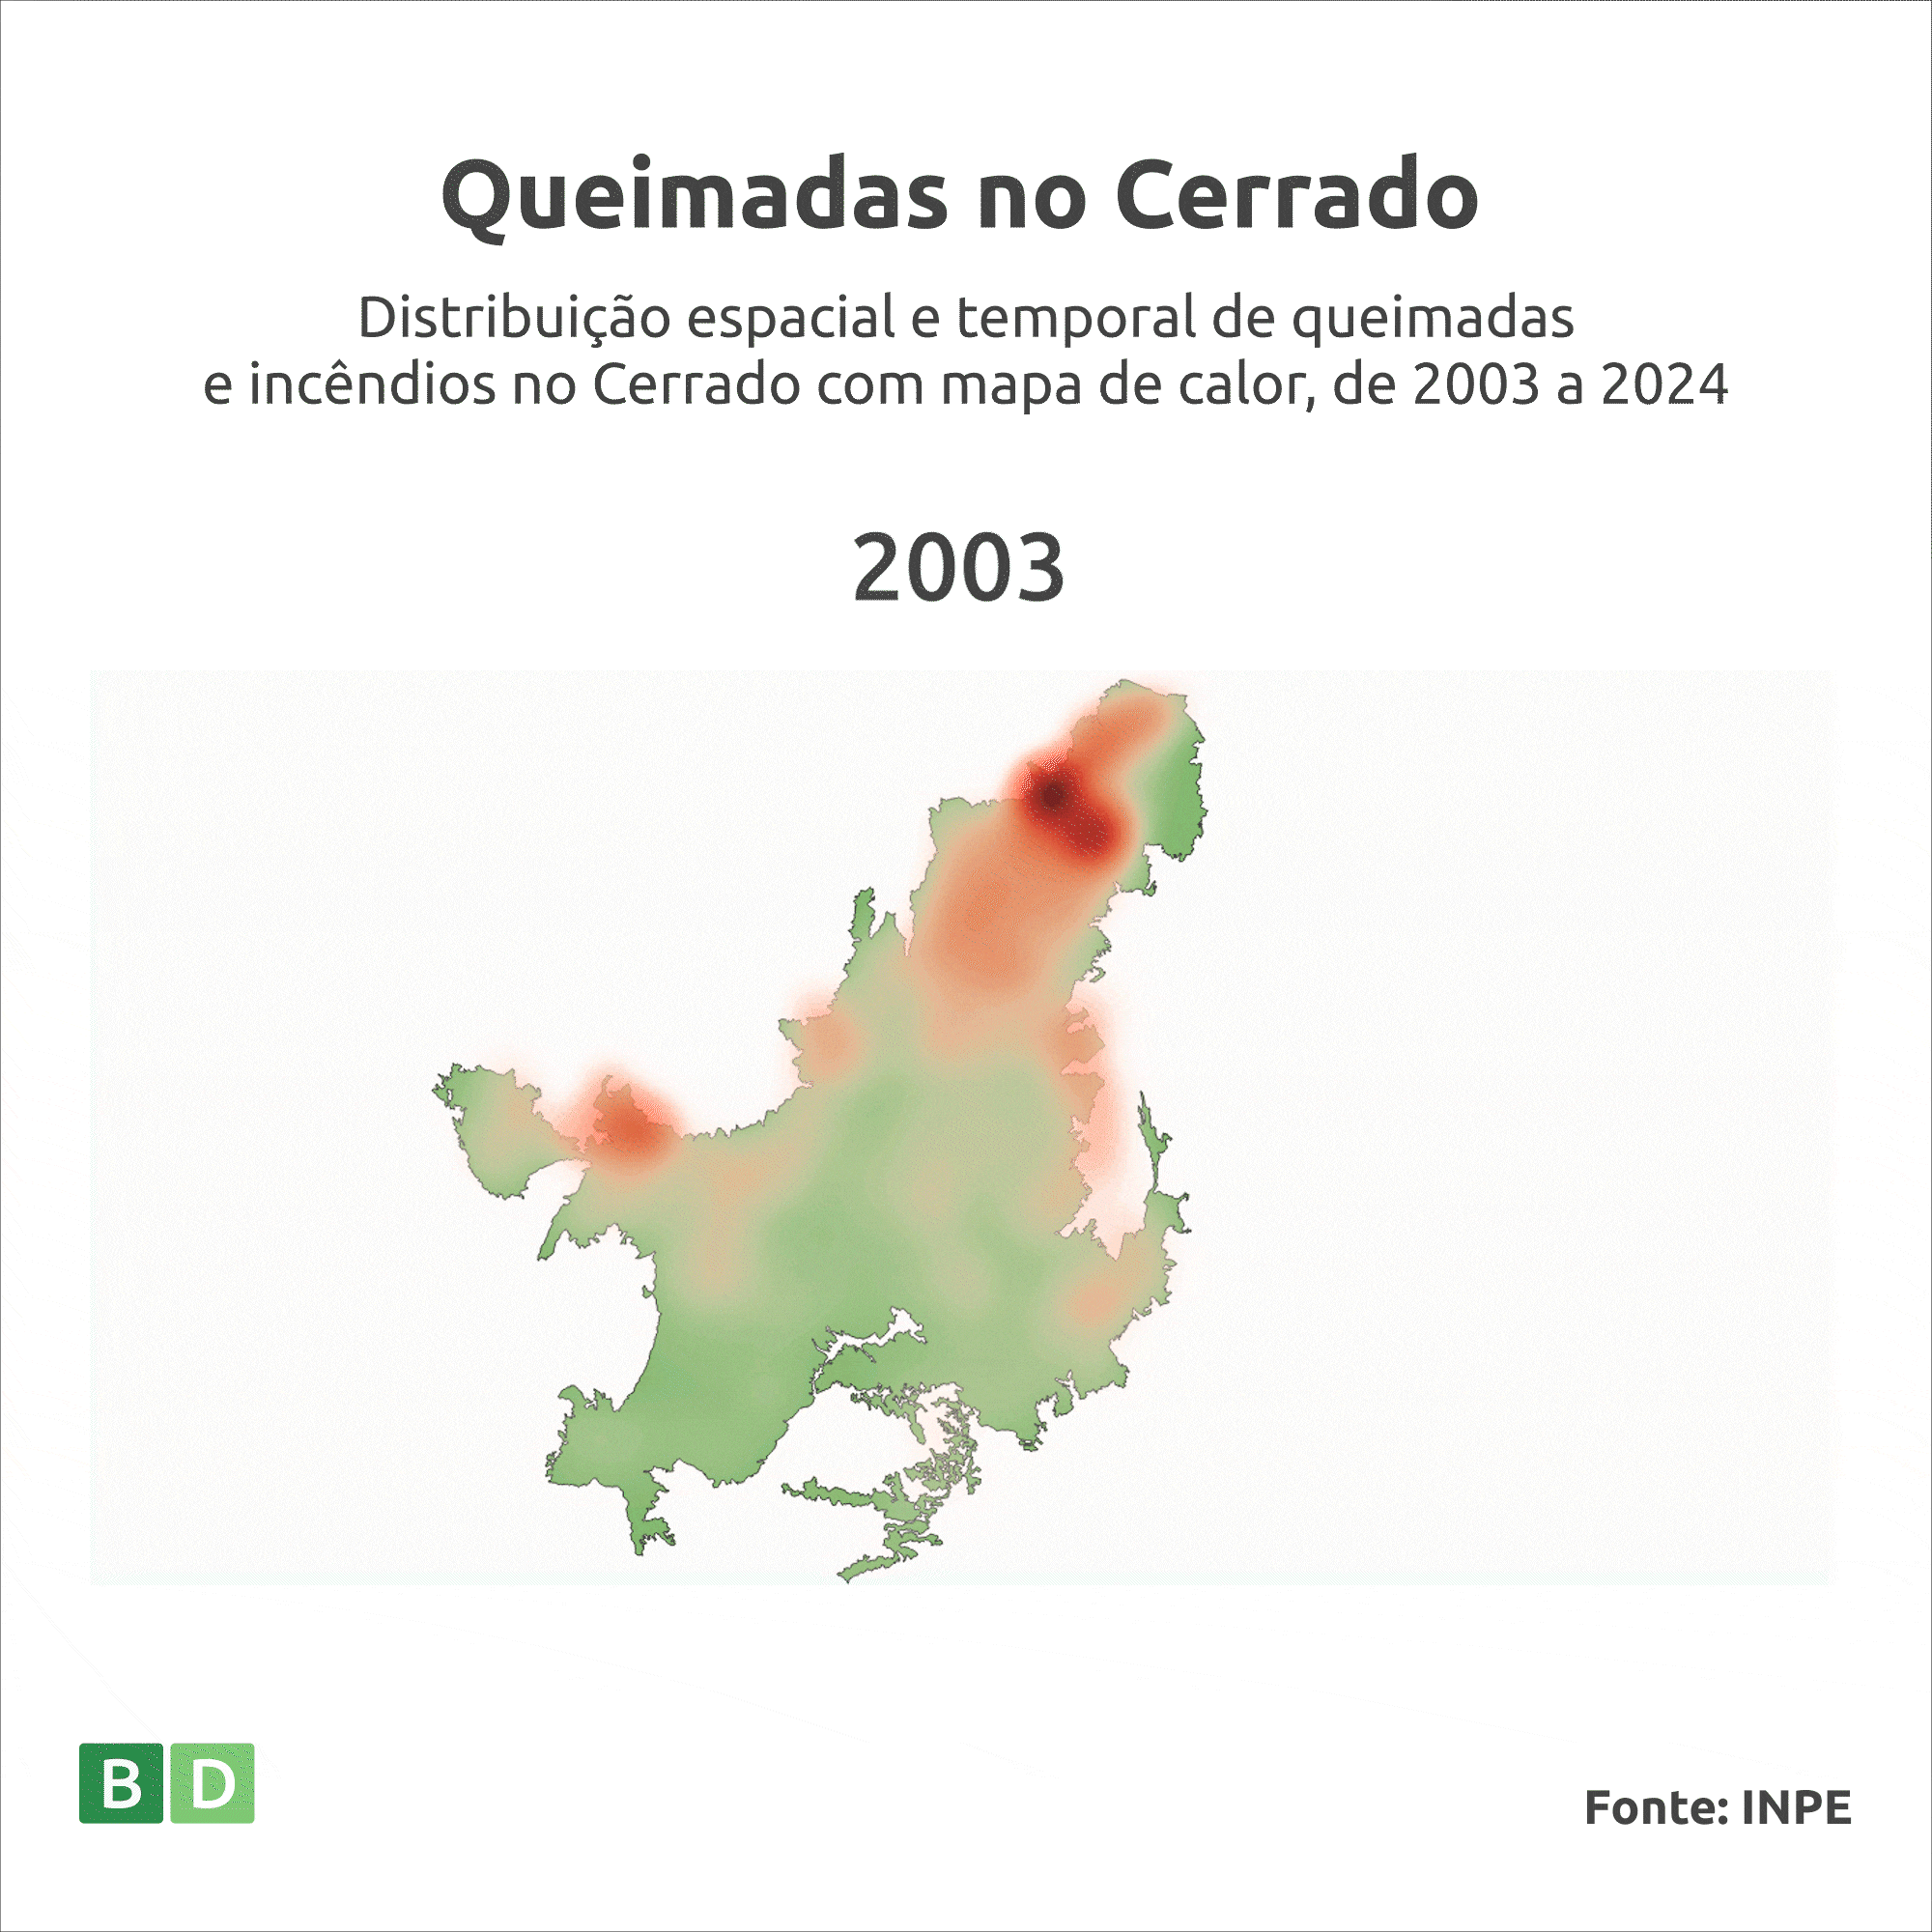 Queimadas no Cerrado
Distribuição espacial e temporal de queimadas
e incêndios no Cerrado com mapa de calor, de 2003 a 2024
2003
B D
Fonte: INPE